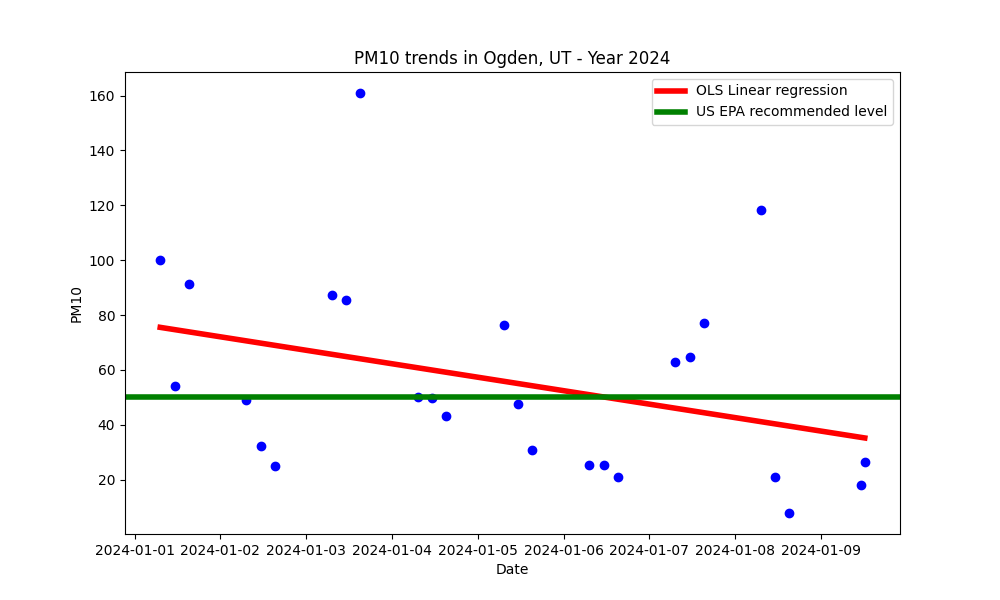 PM10 trends in Ogden, UT - Year 2024
OLS Linear regression
US EPA recommended level
160
140
120
100
80
60
40
20
PM10
2024-01-01 2024-01-02 2024-01-03 2024-01-04 2024-01-05 2024-01-06 2024-01-07 2024-01-08 2024-01-09
Date